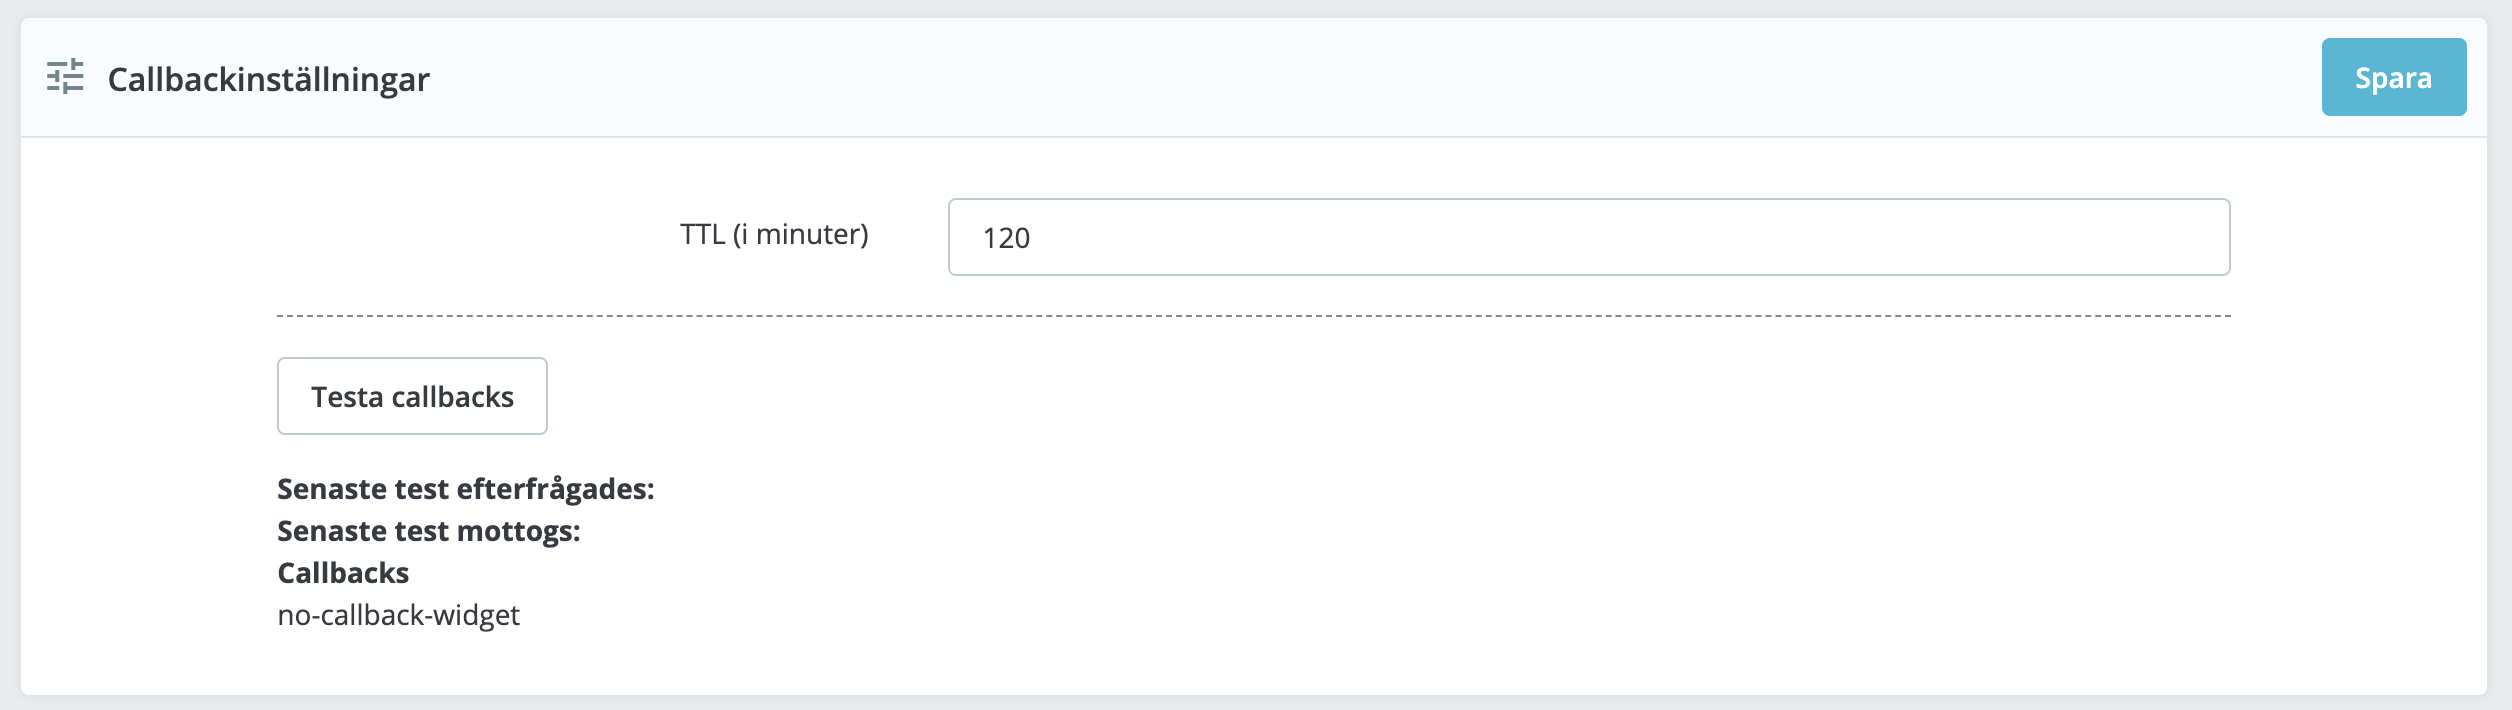 Callbackinställningar
Spara
TTL (i minuter)
120
Testa callbacks
Senaste test efterfrågades:
Senaste test mottogs:
Callbacks
no-callback-widget